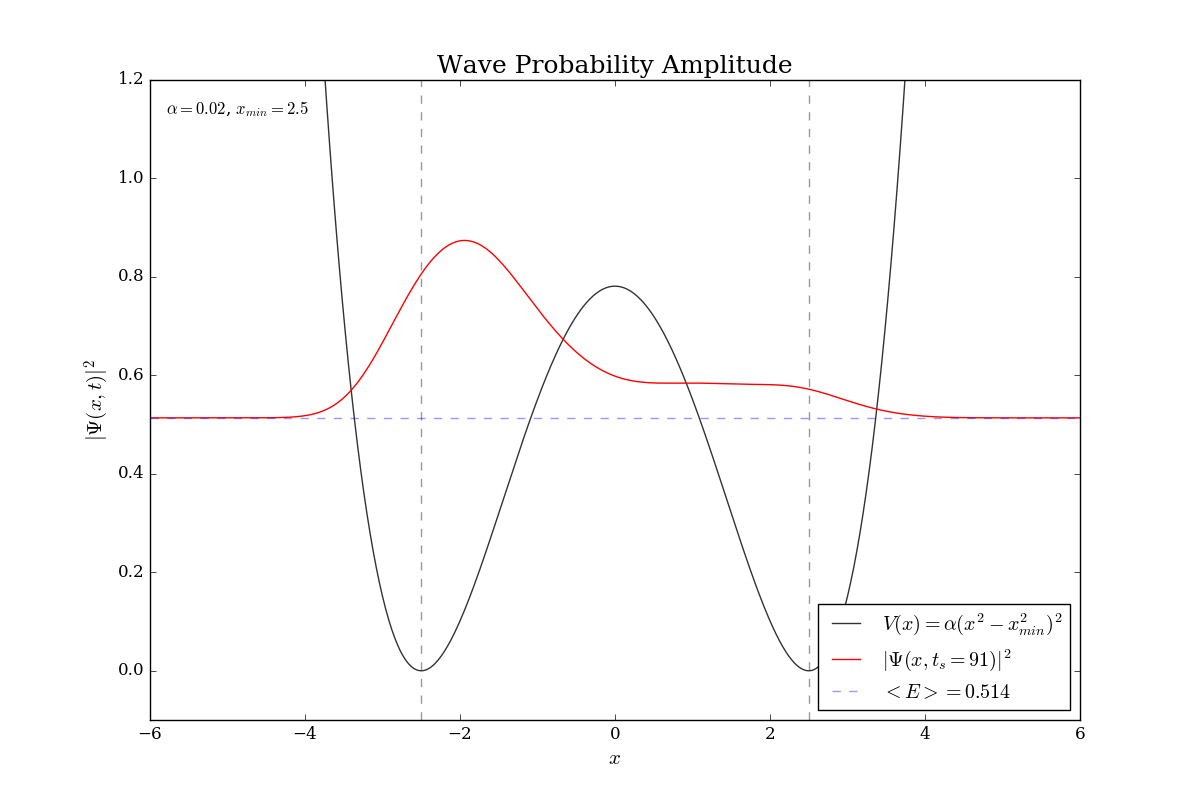 Wave Probability Amplitude
α = 0.02, x_min = 2.5
|Ψ(x, t)|²
1.2
1.0
0.8
0.6
0.4
0.2
0.0
−6
−4
−2
0
2
4
6
x
V(x) = α(x² − x²_min)²
|Ψ(x, t_s = 91)|²
< E > = 0.514